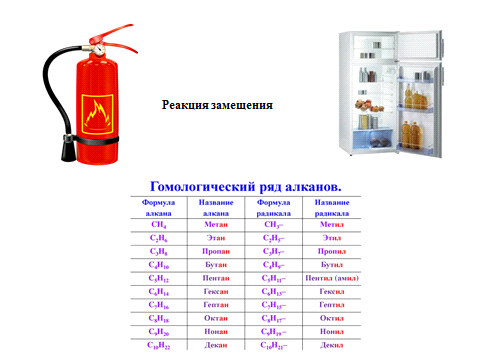 Реакция замещения
Гомологический ряд алканов.
Формула алкана Название алкана Формула радикала Название радикала
CH₄ Метан CH₃– Метил
C₂H₆ Этан C₂H₅– Этил
C₃H₈ Пропан C₃H₇– Пропил
C₄H₁₀ Бутан C₄H₉– Бутил
C₅H₁₂ Пентан C₅H₁₁– Пентил (амил)
C₆H₁₄ Гексан C₆H₁₃– Гексил
C₇H₁₆ Гептан C₇H₁₅– Гептил
C₈H₁₈ Октан C₈H₁₇– Октил
C₉H₂₀ Нонан C₉H₁₉– Нонил
C₁₀H₂₂ Декан C₁₀H₂₁– Декил